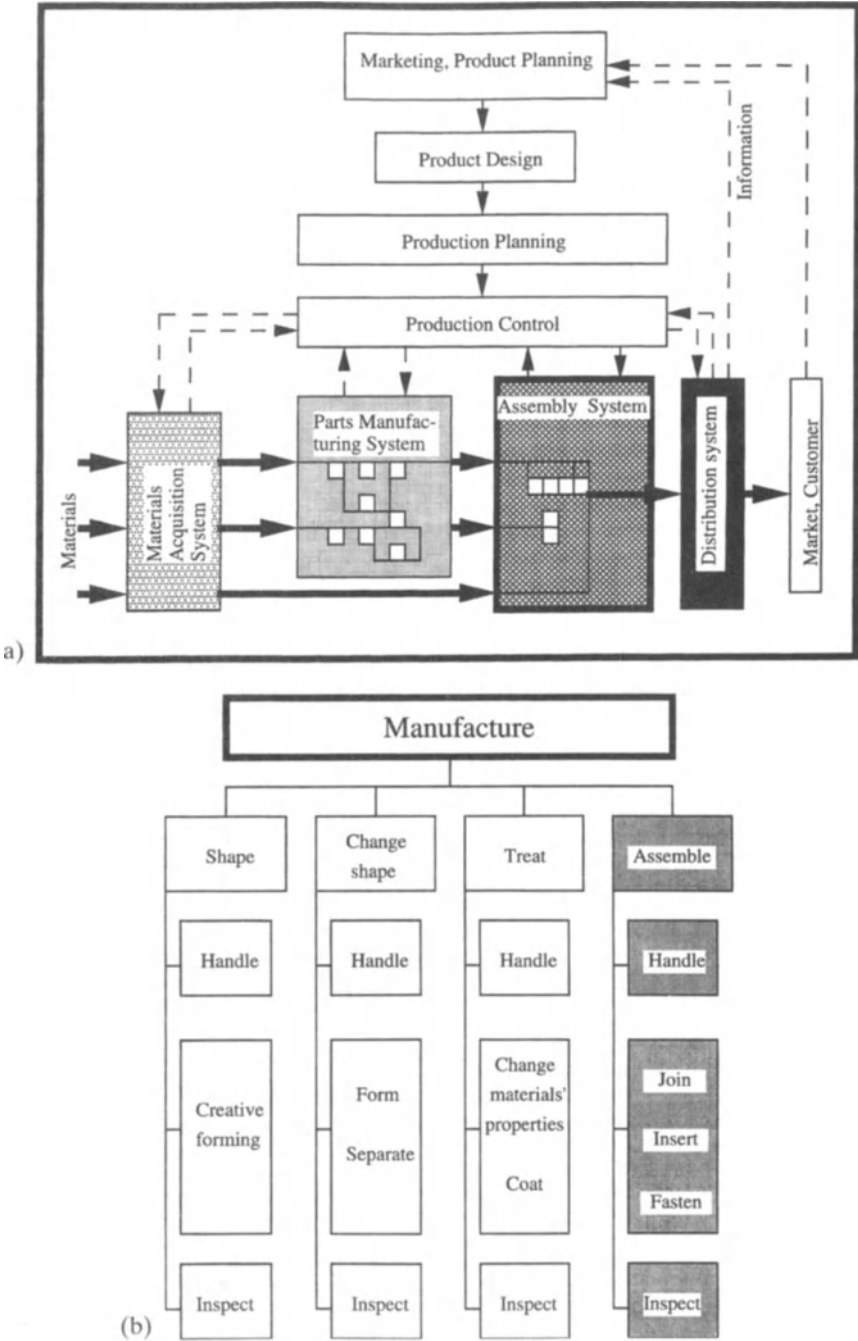 Marketing, Product Planning
Information
Product Design
Production Planning
Production Control
Parts Manufac-
turing System
Assembly System
Materials
Materials
Acquisition
System
Distribution system
Market, Customer
a)
Manufacture
Shape
Change
shape
Treat
Assemble
Handle
Handle
Handle
Handle
Creative
forming
Form
Separate
Change
materials'
properties
Coat
Join
Insert
Fasten
Inspect
Inspect
Inspect
Inspect
(b)